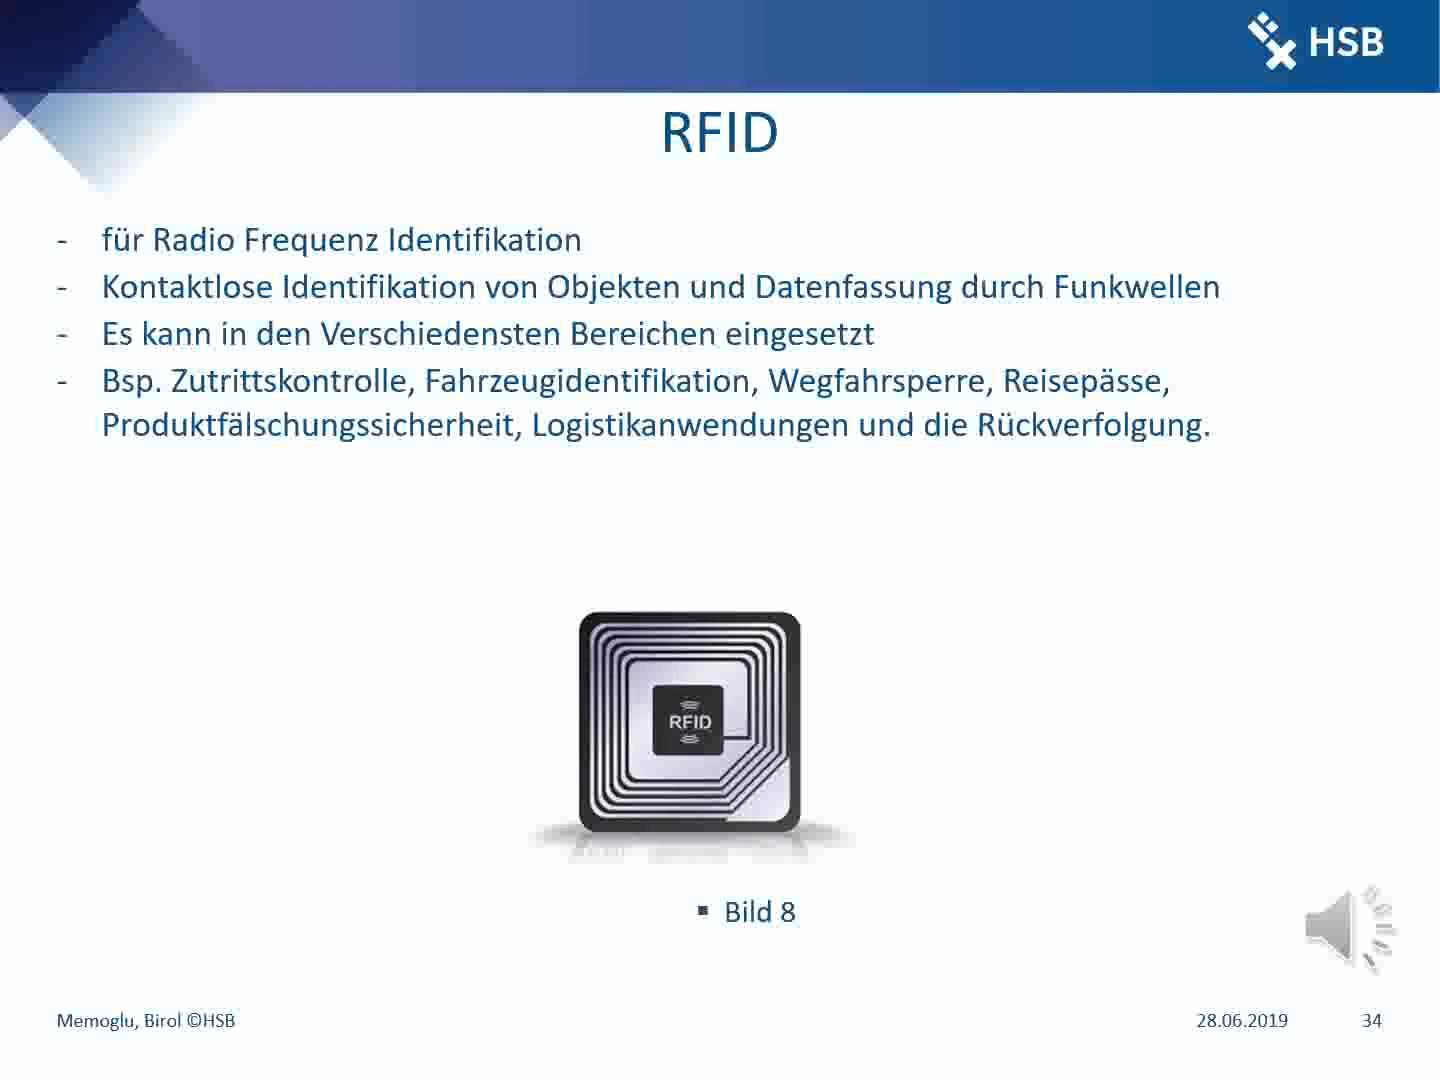 HSB
RFID
- für Radio Frequenz Identifikation
- Kontaktlose Identifikation von Objekten und Datenfassung durch Funkwellen
- Es kann in den Verschiedensten Bereichen eingesetzt
- Bsp. Zutrittskontrolle, Fahrzeugidentifikation, Wegfahrsperre, Reisepässe,
Produktfälschungssicherheit, Logistikanwendungen und die Rückverfolgung.
RFID
▪ Bild 8
Memoglu, Birol ©HSB 28.06.2019 34